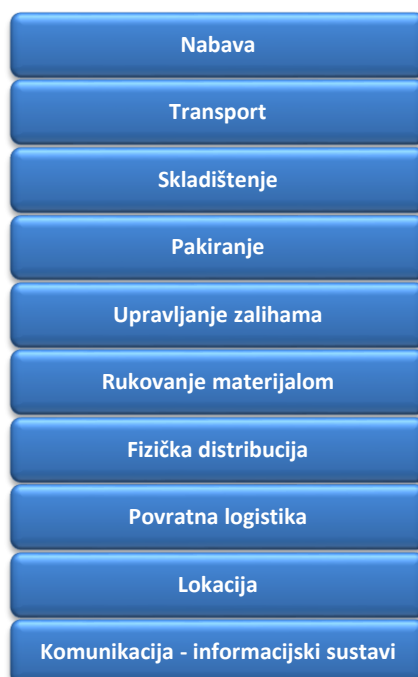 Nabava
Transport
Skladištenje
Pakiranje
Upravljanje zalihama
Rukovanje materijalom
Fizička distribucija
Povratna logistika
Lokacija
Komunikacija - informacijski sustavi